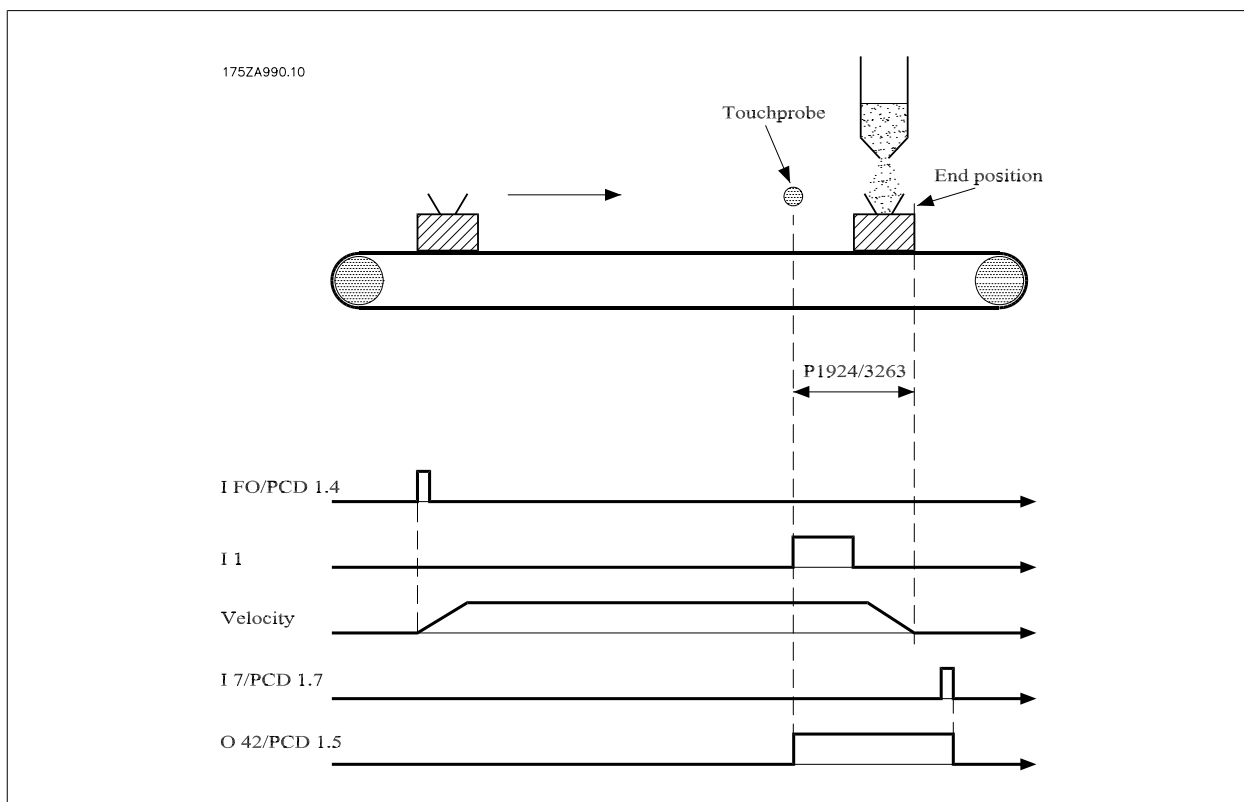 175ZA990.10
Touchprobe
End position
P1924/3263
I FO/PCD 1.4
I 1
Velocity
I 7/PCD 1.7
O 42/PCD 1.5